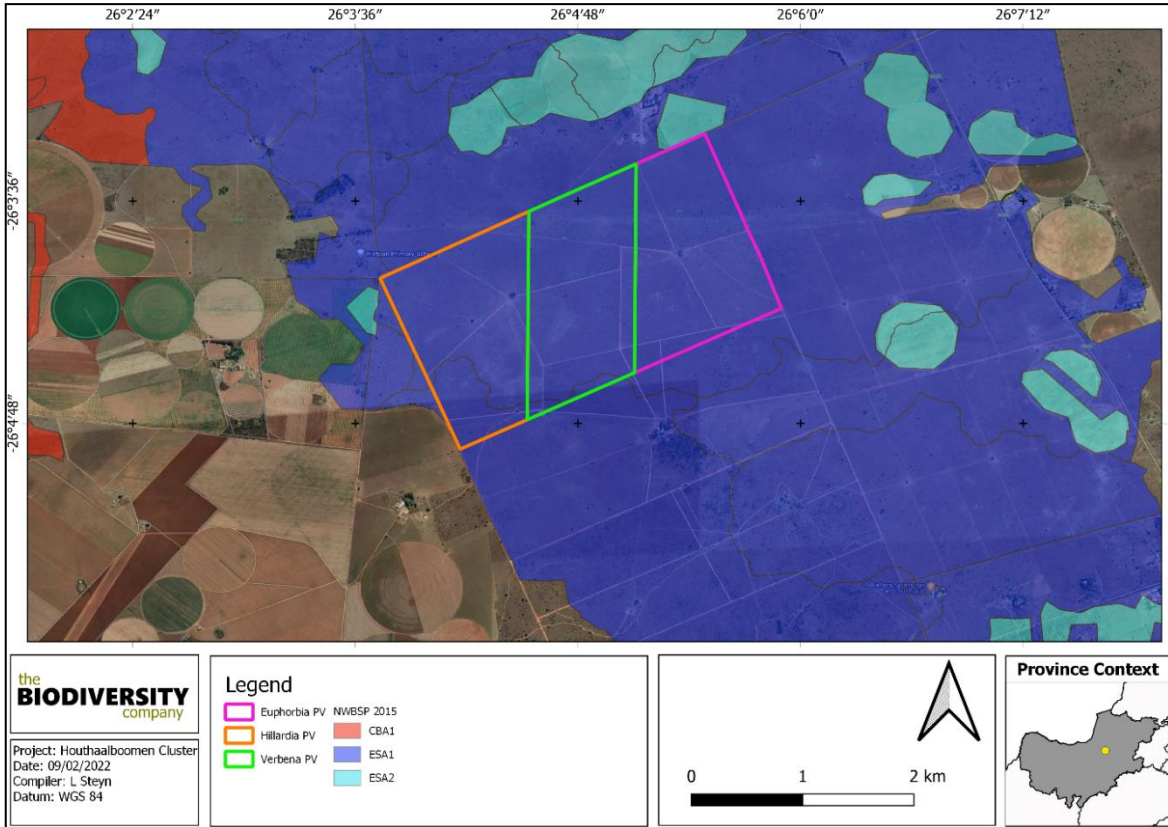 26°2'24" 26°3'36" 26°4'48" 26°6'0" 26°7'12"
-26°3'36"
-26°4'48"
the
BIODIVERSITY
company
Project: Houthaalboomen Cluster
Date: 09/02/2022
Compiler: L Steyn
Datum: WGS 84
Legend
Euphorbia PV
Hillardia PV
Verbena PV
NWBSP 2015
CBA1
ESA1
ESA2
0 1 2 km
Province Context